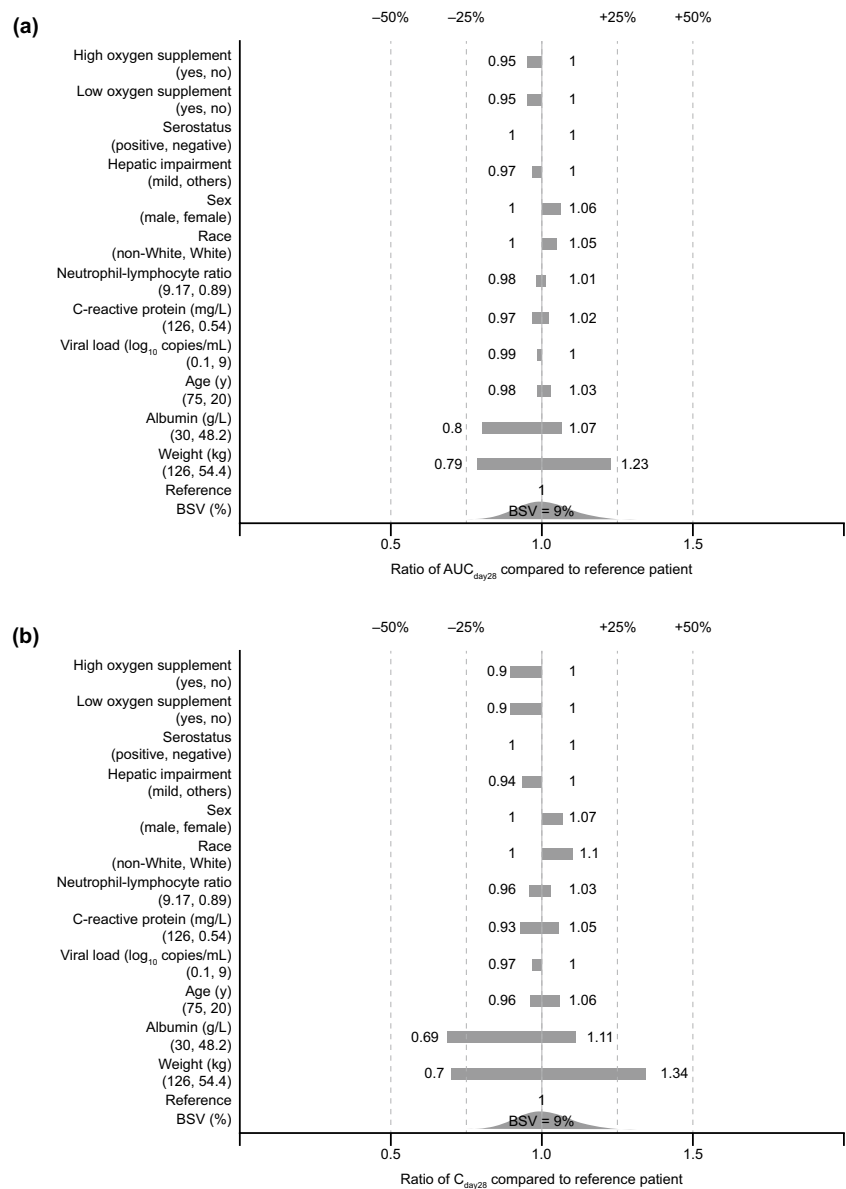 (a)
–50% –25% +25% +50%
High oxygen supplement
(yes, no)
0.95 1
Low oxygen supplement
(yes, no)
0.95 1
Serostatus
(positive, negative)
1 1
Hepatic impairment
(mild, others)
0.97 1
Sex
(male, female)
1 1.06
Race
(non-White, White)
1 1.05
Neutrophil-lymphocyte ratio
(9.17, 0.89)
0.98 1.01
C-reactive protein (mg/L)
(126, 0.54)
0.97 1.02
Viral load (log10 copies/mL)
(0.1, 9)
0.99 1
Age (y)
(75, 20)
0.98 1.03
Albumin (g/L)
(30, 48.2)
0.8 1.07
Weight (kg)
(126, 54.4)
0.79 1.23
Reference 1
BSV (%) BSV = 9%
0.5 1.0 1.5
Ratio of AUCday28 compared to reference patient
(b)
–50% –25% +25% +50%
High oxygen supplement
(yes, no)
0.9 1
Low oxygen supplement
(yes, no)
0.9 1
Serostatus
(positive, negative)
1 1
Hepatic impairment
(mild, others)
0.94 1
Sex
(male, female)
1 1.07
Race
(non-White, White)
1 1.1
Neutrophil-lymphocyte ratio
(9.17, 0.89)
0.96 1.03
C-reactive protein (mg/L)
(126, 0.54)
0.93 1.05
Viral load (log10 copies/mL)
(0.1, 9)
0.97 1
Age (y)
(75, 20)
0.96 1.06
Albumin (g/L)
(30, 48.2)
0.69 1.11
Weight (kg)
(126, 54.4)
0.7 1.34
Reference 1
BSV (%) BSV = 9%
0.5 1.0 1.5
Ratio of Cday28 compared to reference patient